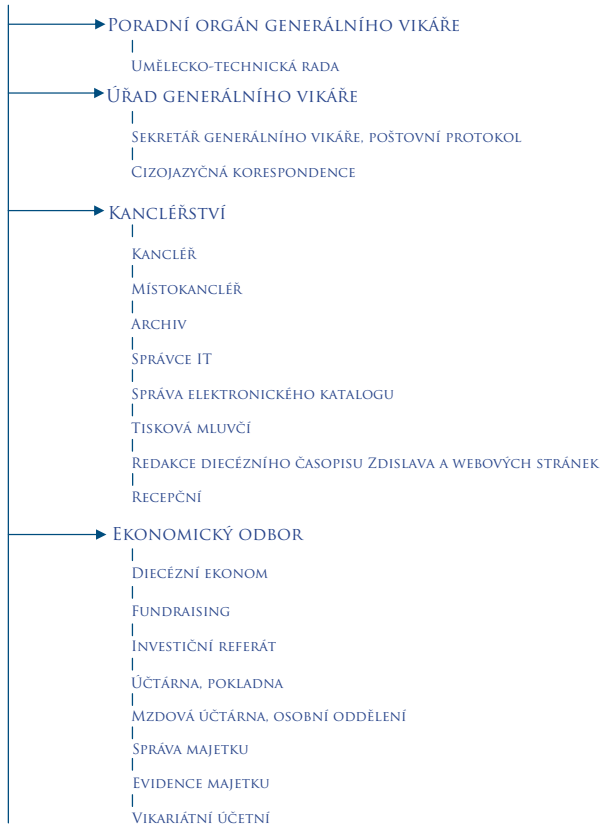 Poradní orgán generálního vikáře
Umělecko-technická rada
Úřad generálního vikáře
Sekretář generálního vikáře, poštovní protokol
Cizojazyčná korespondence
Kancléřství
Kancléř
Místokancléř
Archiv
Správce IT
Správa elektronického katalogu
Tisková mluvčí
Redakce diecézního časopisu Zdislava a webových stránek
Recepční
Ekonomický odbor
Diecézní ekonom
Fundraising
Investiční referát
Účtárna, pokladna
Mzdová účtárna, osobní oddělení
Správa majetku
Evidence majetku
Vikariátní účetní